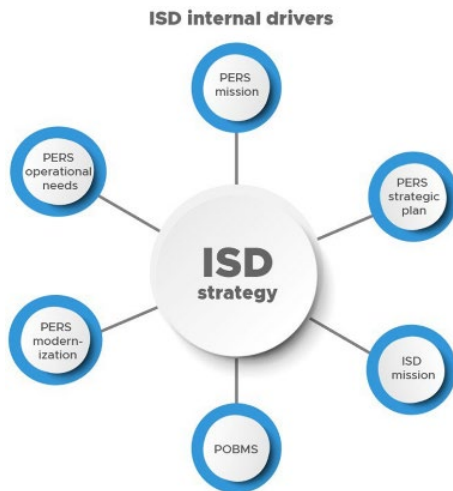 ISD internal drivers
PERS
mission
PERS
operational
needs
PERS
strategic
plan
ISD
strategy
PERS
modern-
ization
ISD
mission
POBMS